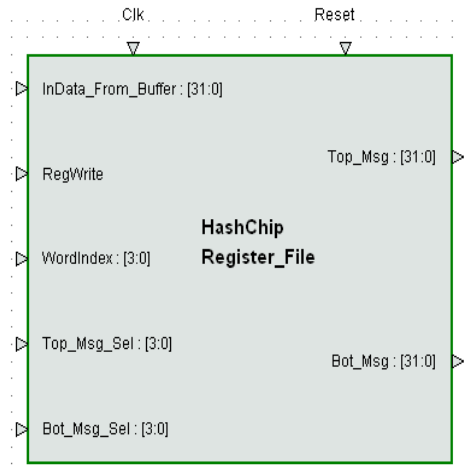 Clk Reset
InData_From_Buffer : [31:0]
Top_Msg : [31:0]
RegWrite
HashChip
Register_File
WordIndex : [3:0]
Top_Msg_Sel : [3:0]
Bot_Msg : [31:0]
Bot_Msg_Sel : [3:0]